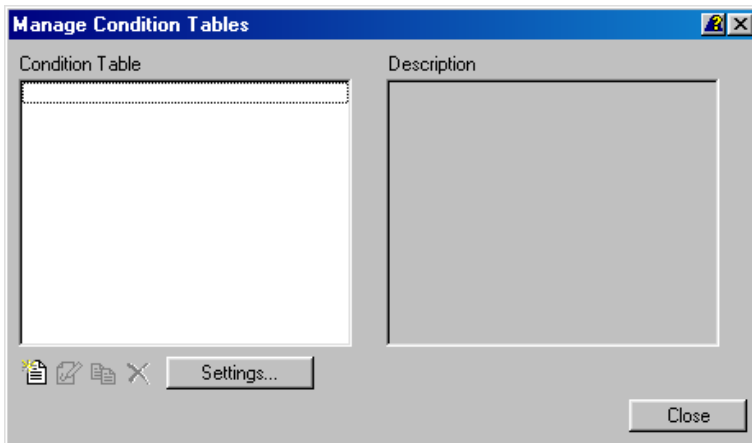 Manage Condition Tables
Condition Table
Description
Settings...
Close